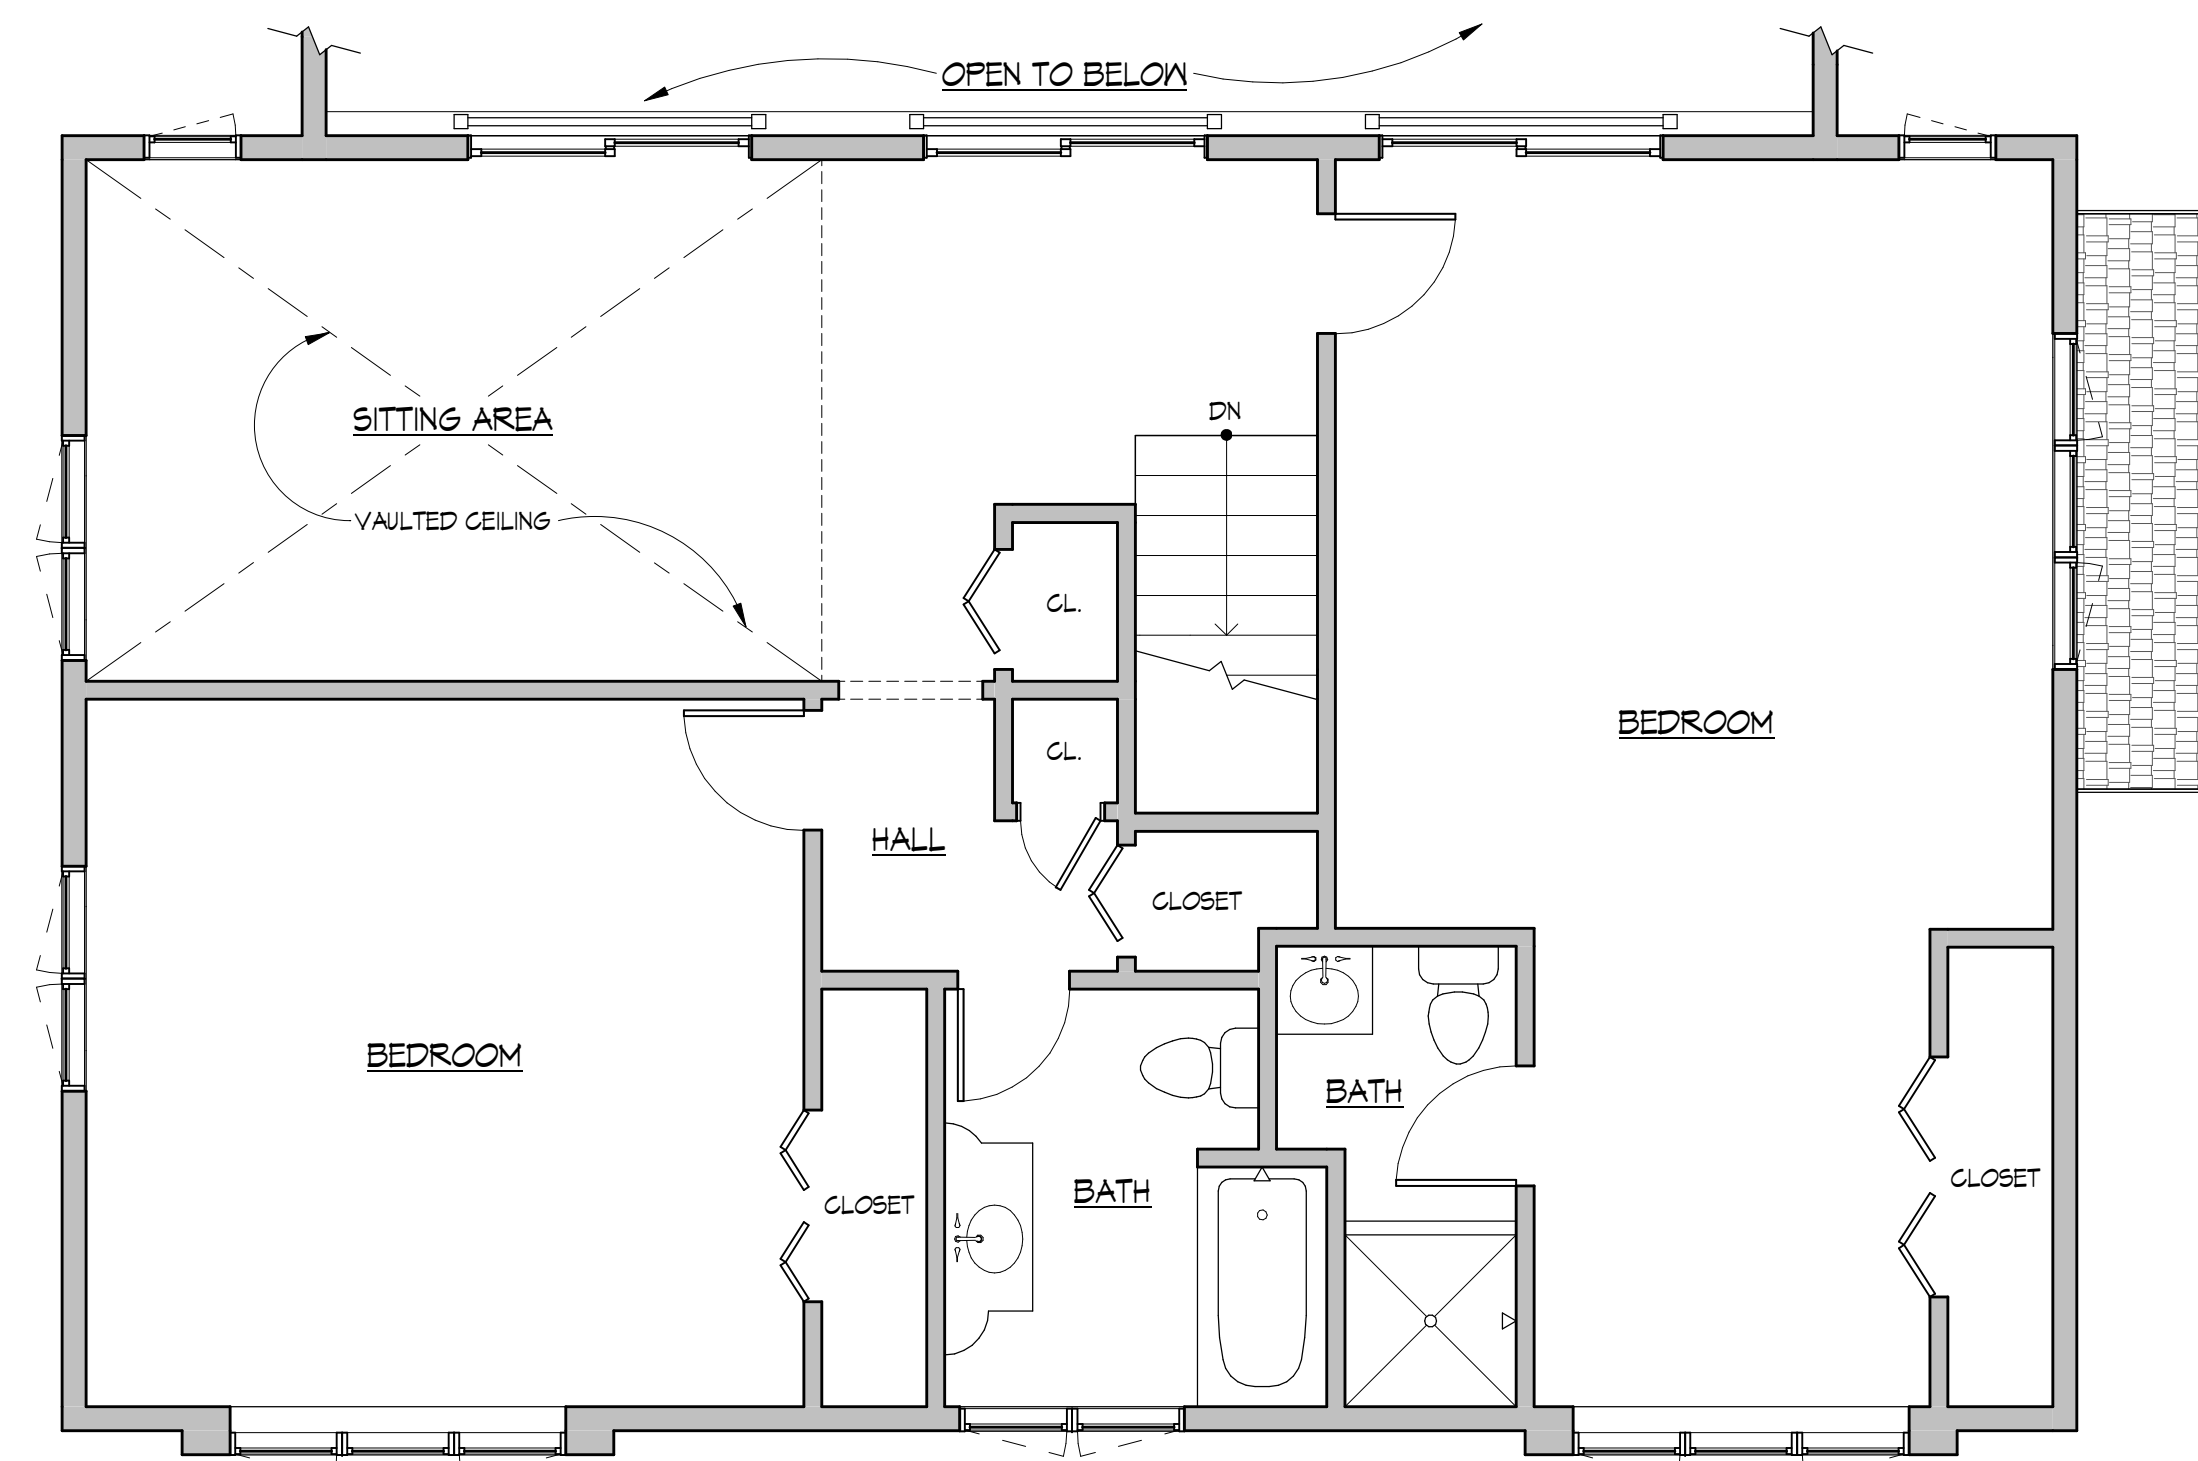 OPEN TO BELOW
DN
SITTING AREA
VAULTED CEILING
CL.
BEDROOM
CL.
HALL
CLOSET
BEDROOM
BATH
CLOSET
BATH
CLOSET